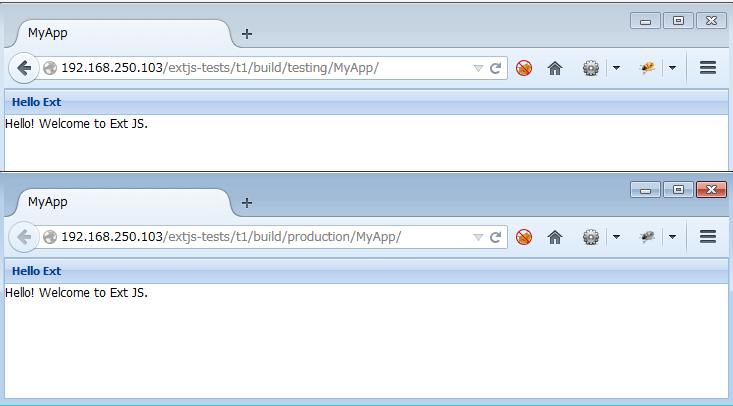 MyApp
192.168.250.103/extjs-tests/t1/build/testing/MyApp/
Hello Ext
Hello! Welcome to Ext JS.
MyApp
192.168.250.103/extjs-tests/t1/build/production/MyApp/
Hello Ext
Hello! Welcome to Ext JS.